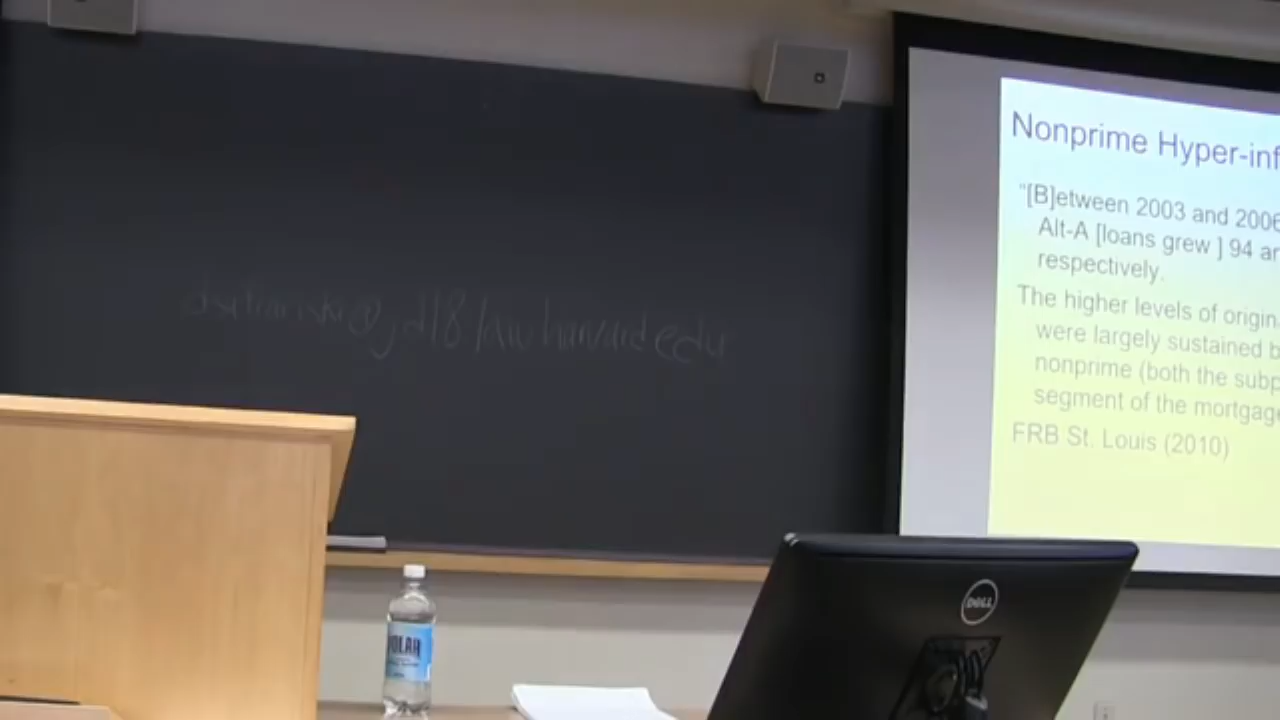 Nonprime Hyper-inf
"[B]etween 2003 and 2006
Alt-A [loans grew ] 94 an
respectively.
The higher levels of origin
were largely sustained b
nonprime (both the subp
segment of the mortgage
FRB St. Louis (2010)
DELL